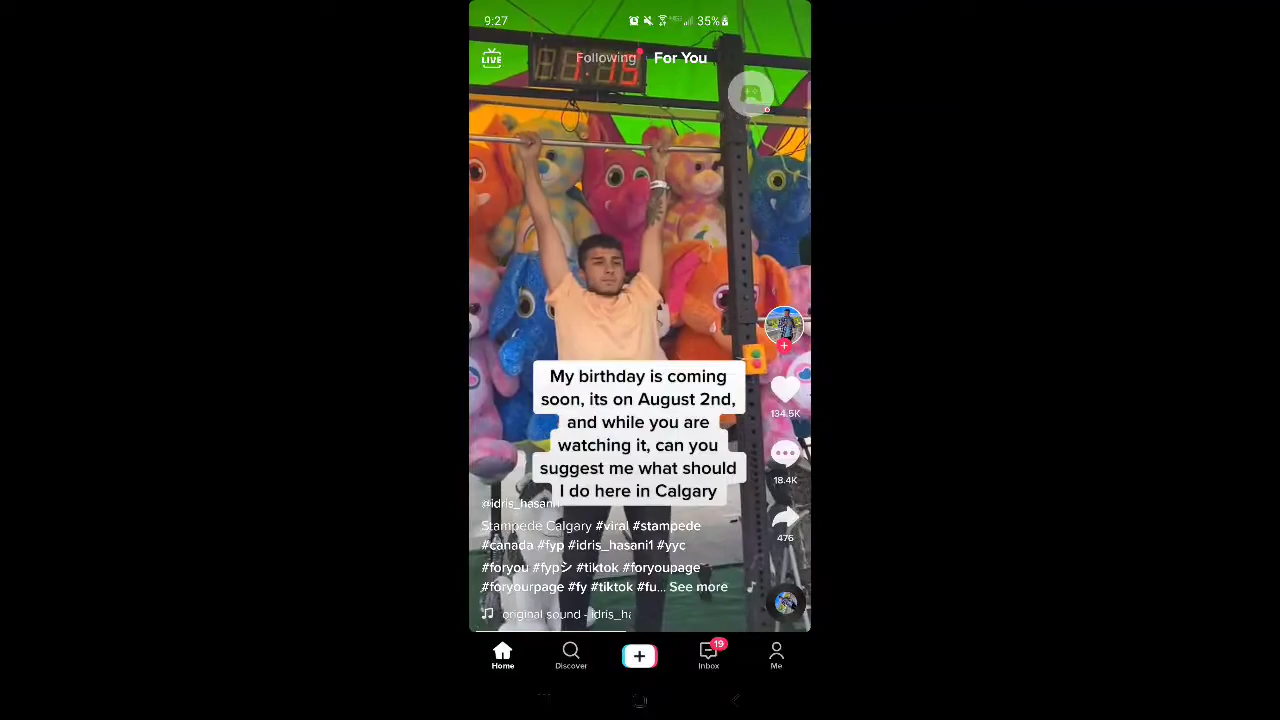 9:27
35%
LIVE
Following
For You
1:15
My birthday is coming
soon, its on August 2nd,
and while you are
watching it, can you
suggest me what should
I do here in Calgary
134.5K
18.4K
476
@idris_hasani
Stampede Calgary #viral #stampede
#canada #fyp #idris_hasani1 #yyc
#foryou #fypシ #tiktok #foryoupage
#foryourpage #fy #tiktok #fu... See more
original sound - idris_ha
Home
Discover
19
Inbox
Me